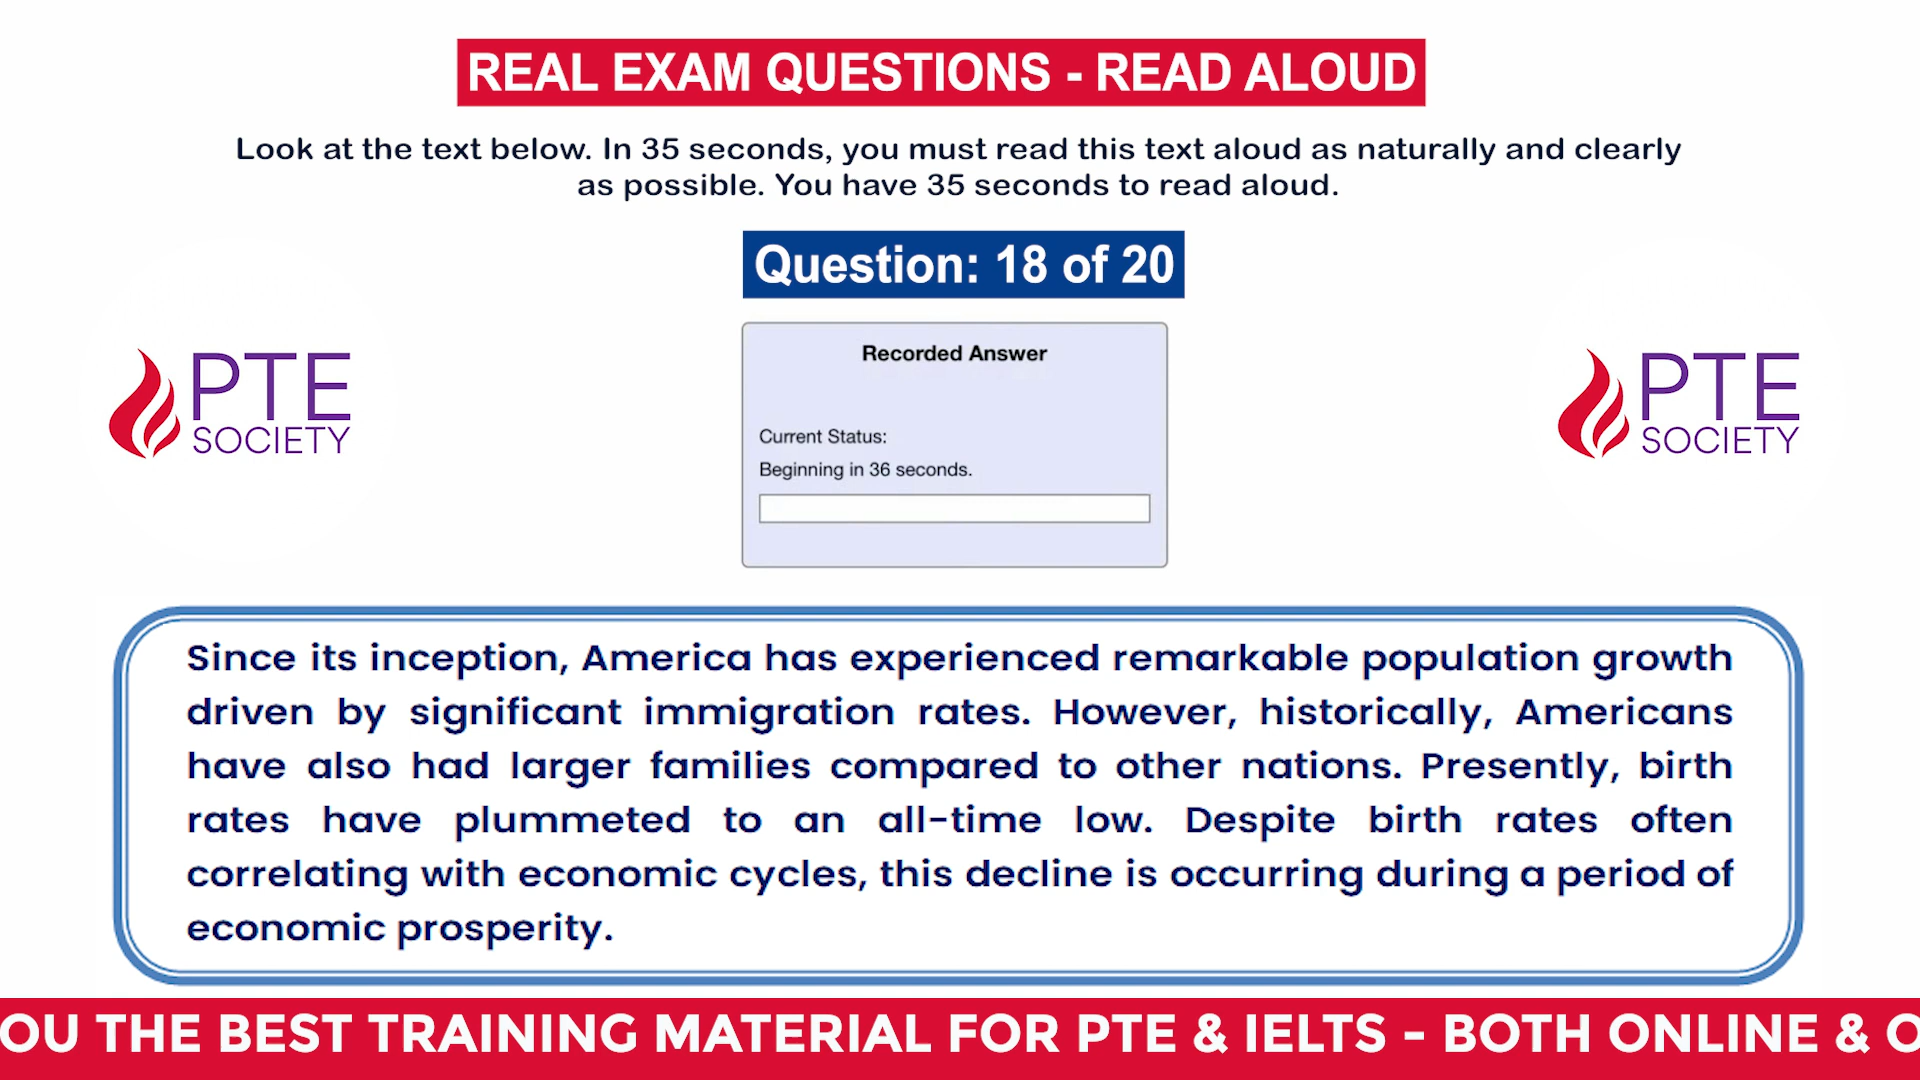 REAL EXAM QUESTIONS - READ ALOUD
Look at the text below. In 35 seconds, you must read this text aloud as naturally and clearly
as possible. You have 35 seconds to read aloud.
Question: 18 of 20
Recorded Answer
Current Status:
Beginning in 36 seconds.
PTE
SOCIETY
PTE
SOCIETY
Since its inception, America has experienced remarkable population growth
driven by significant immigration rates. However, historically, Americans
have also had larger families compared to other nations. Presently, birth
rates have plummeted to an all-time low. Despite birth rates often
correlating with economic cycles, this decline is occurring during a period of
economic prosperity.
OU THE BEST TRAINING MATERIAL FOR PTE & IELTS - BOTH ONLINE & O